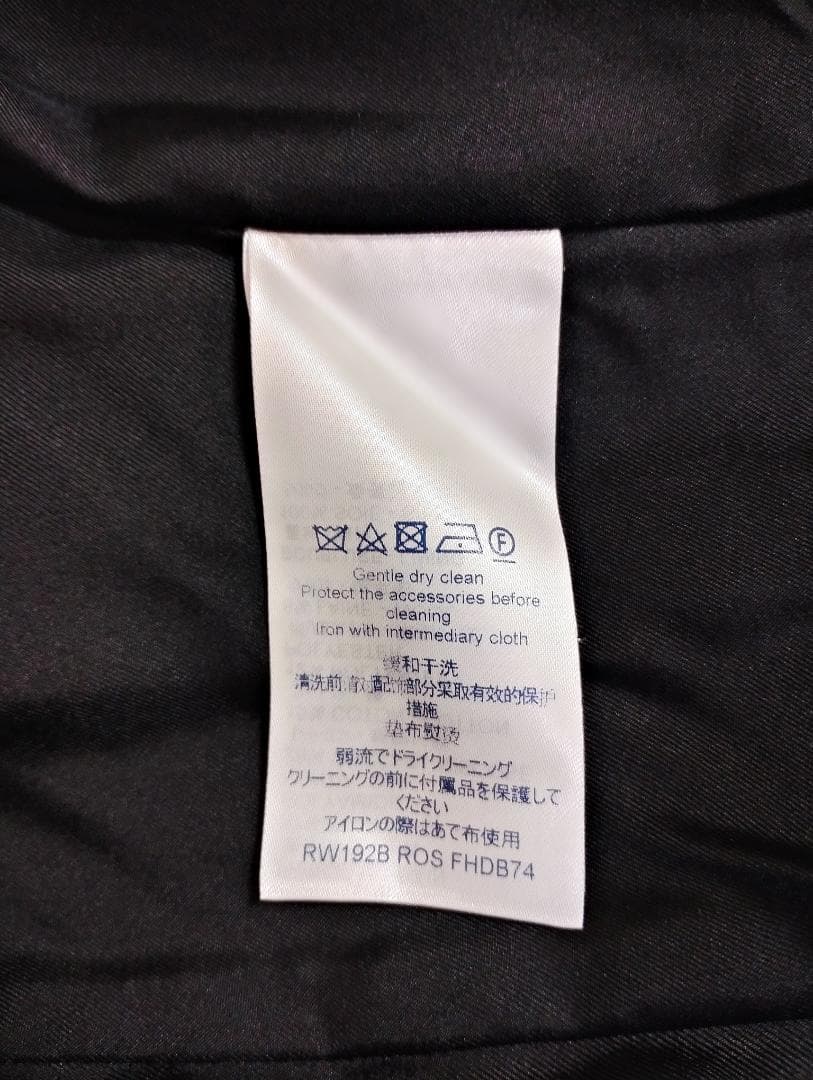 F
Gentle dry clean
Protect the accessories before
cleaning
Iron with intermediary cloth
缓和干洗
清洗前,敬请配饰部分采取有效的保护
措施
垫布熨烫
弱流でドライクリーニング
クリーニングの前に付属品を保護して
ください
アイロンの際はあて布使用
RW192B ROS FHDB74